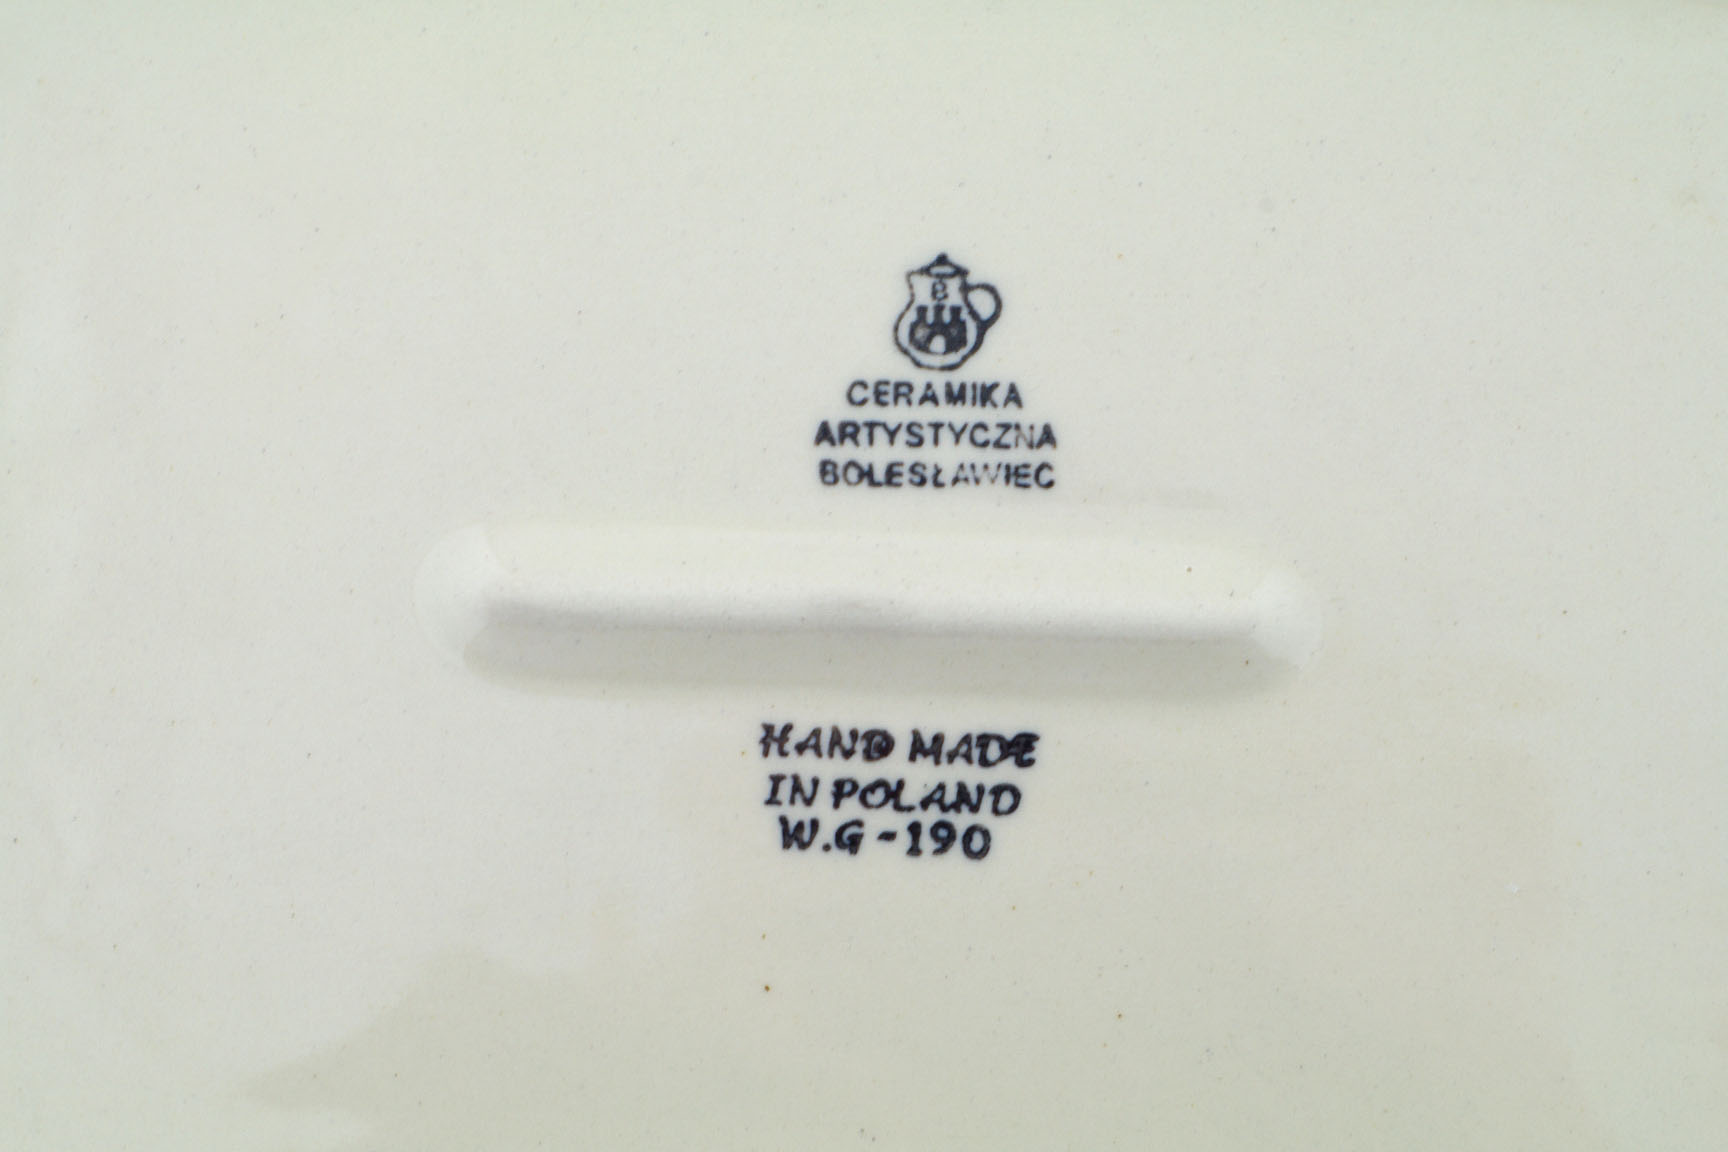 B
CERAMIKA
ARTYSTYCZNA
BOLESŁAWIEC
HAND MADE
IN POLAND
W.G-190